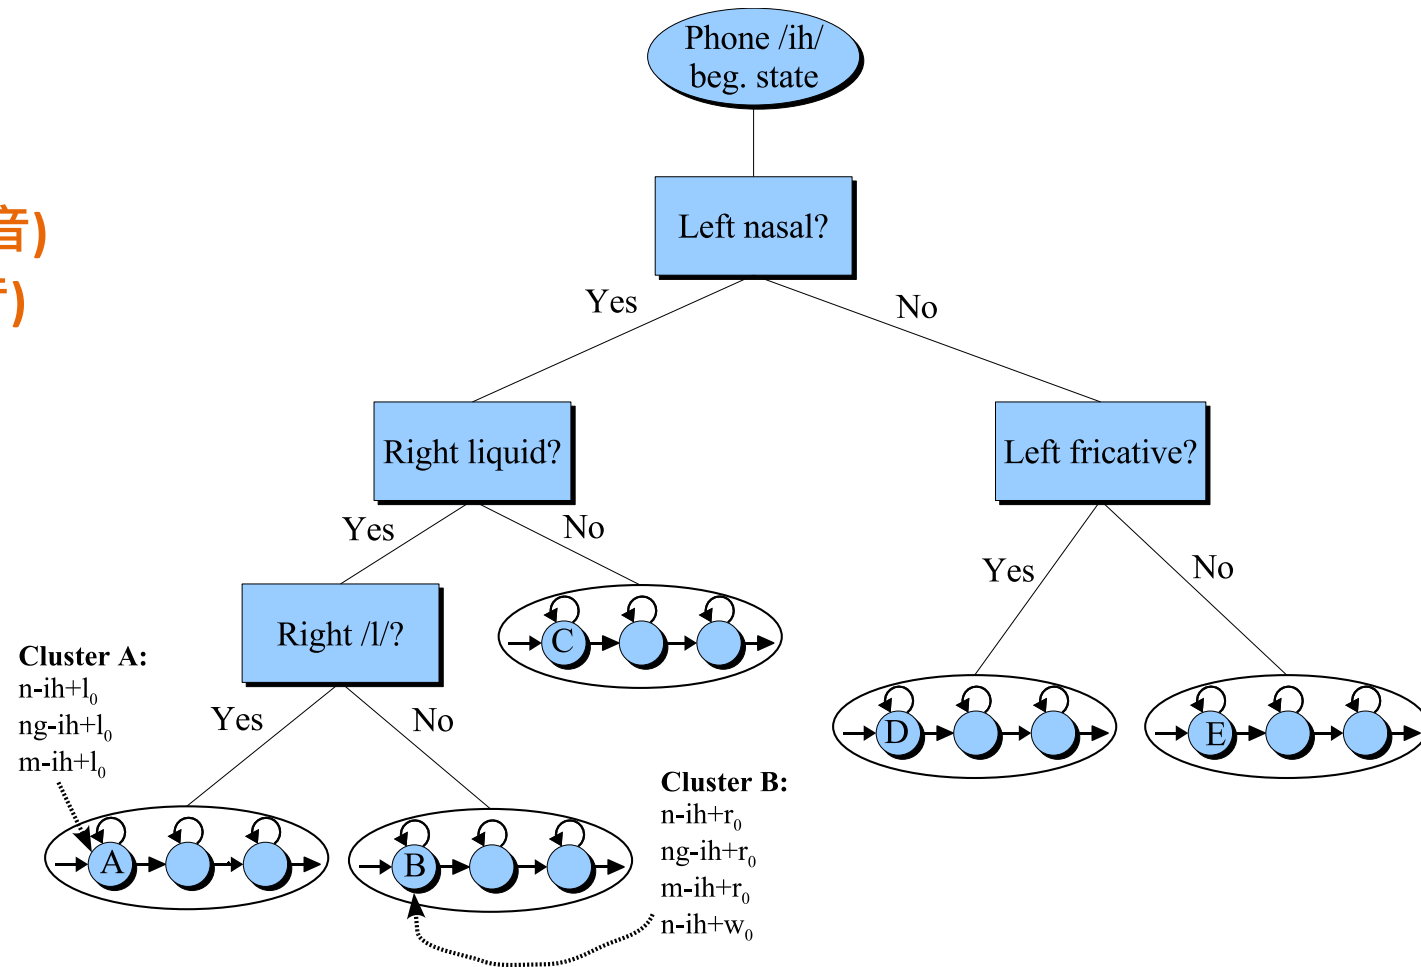 Phone /ih/
beg. state
音)
Left nasal?
)
Yes
No
Right liquid?
Left fricative?
Yes
No
Yes
No
Right /l/?
C
Cluster A:
n-ih+l₀
ng-ih+l₀
m-ih+l₀
Yes
No
D
E
Cluster B:
n-ih+r₀
ng-ih+r₀
m-ih+r₀
n-ih+w₀
A
B